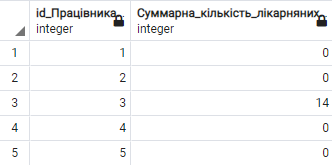 id_Працівника Суммарна_кількість_лікарняних
integer integer
1 1 0
2 2 0
3 3 14
4 4 0
5 5 0